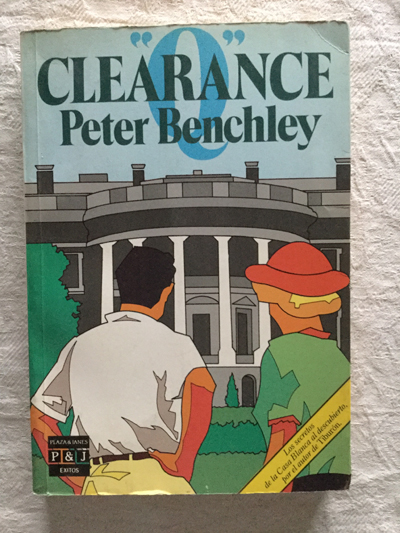 "Q"
CLEARANCE
Peter Benchley
PLAZA & JANES
P & J
EXITOS
Los secretos
de la Casa Blanca al descubierto,
por el autor de Tiburón.